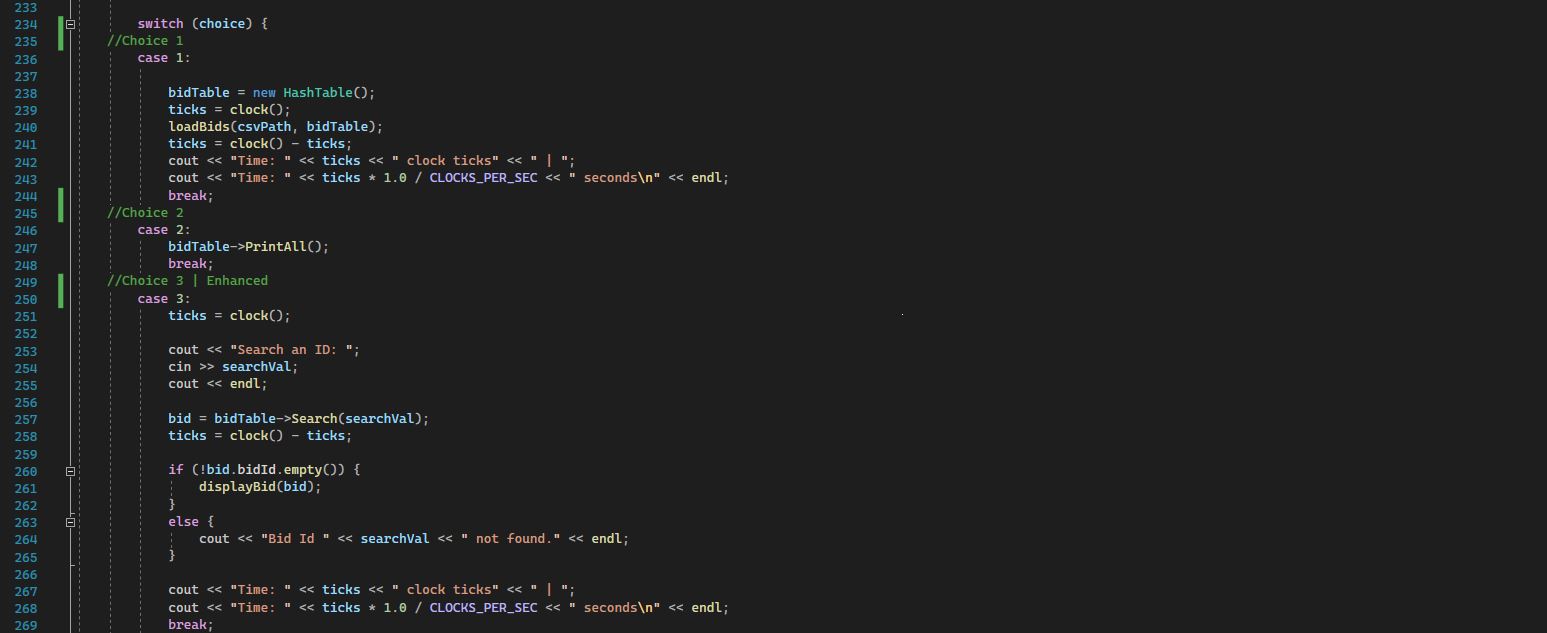 233
234 switch (choice) {
235 //Choice 1
236 case 1:
237
238 bidTable = new HashTable();
239 ticks = clock();
240 loadBids(csvPath, bidTable);
241 ticks = clock() - ticks;
242 cout << "Time: " << ticks << " clock ticks" << " | ";
243 cout << "Time: " << ticks * 1.0 / CLOCKS_PER_SEC << " seconds\n" << endl;
244 break;
245 //Choice 2
246 case 2:
247 bidTable->PrintAll();
248 break;
249 //Choice 3 | Enhanced
250 case 3:
251 ticks = clock();
252
253 cout << "Search an ID: ";
254 cin >> searchVal;
255 cout << endl;
256
257 bid = bidTable->Search(searchVal);
258 ticks = clock() - ticks;
259
260 if (!bid.bidId.empty()) {
261 displayBid(bid);
262 }
263 else {
264 cout << "Bid Id " << searchVal << " not found." << endl;
265 }
266
267 cout << "Time: " << ticks << " clock ticks" << " | ";
268 cout << "Time: " << ticks * 1.0 / CLOCKS_PER_SEC << " seconds\n" << endl;
269 break;